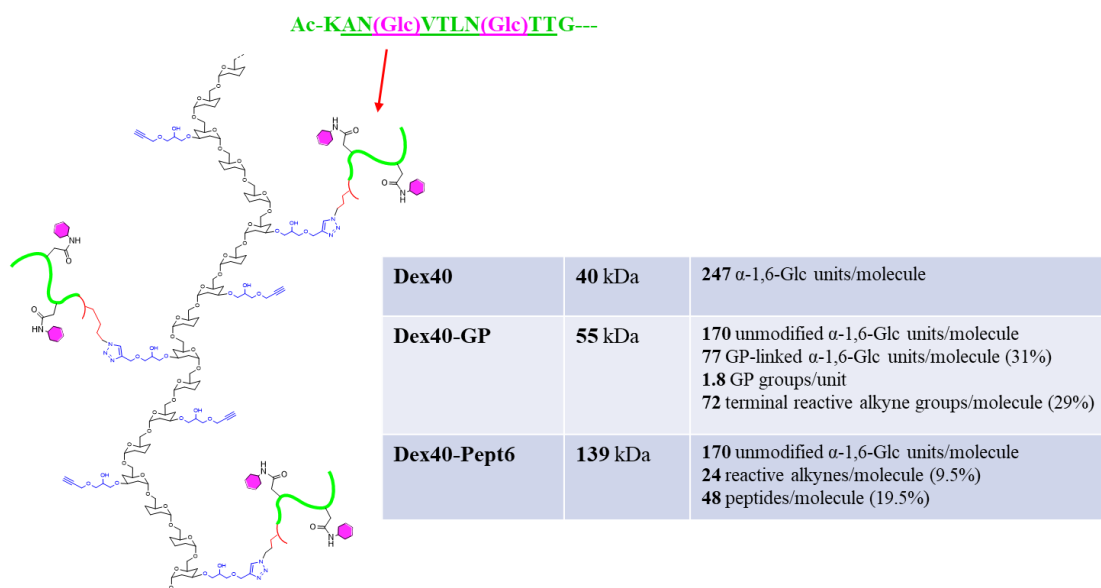 Ac-KAN(Glc)VTLN(Glc)TTG---
Dex40
40 kDa
247 α-1,6-Glc units/molecule
Dex40-GP
55 kDa
170 unmodified α-1,6-Glc units/molecule
77 GP-linked α-1,6-Glc units/molecule (31%)
1.8 GP groups/unit
72 terminal reactive alkyne groups/molecule (29%)
Dex40-Pept6
139 kDa
170 unmodified α-1,6-Glc units/molecule
24 reactive alkynes/molecule (9.5%)
48 peptides/molecule (19.5%)